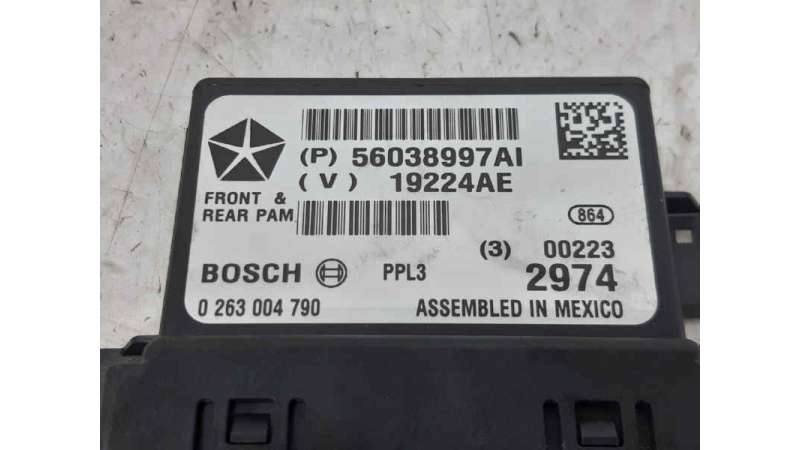 (P) 56038997AI
(V) 19224AE
FRONT &
REAR PAM
864
(3) 00223
BOSCH PPL3 2974
0 263 004 790 ASSEMBLED IN MEXICO